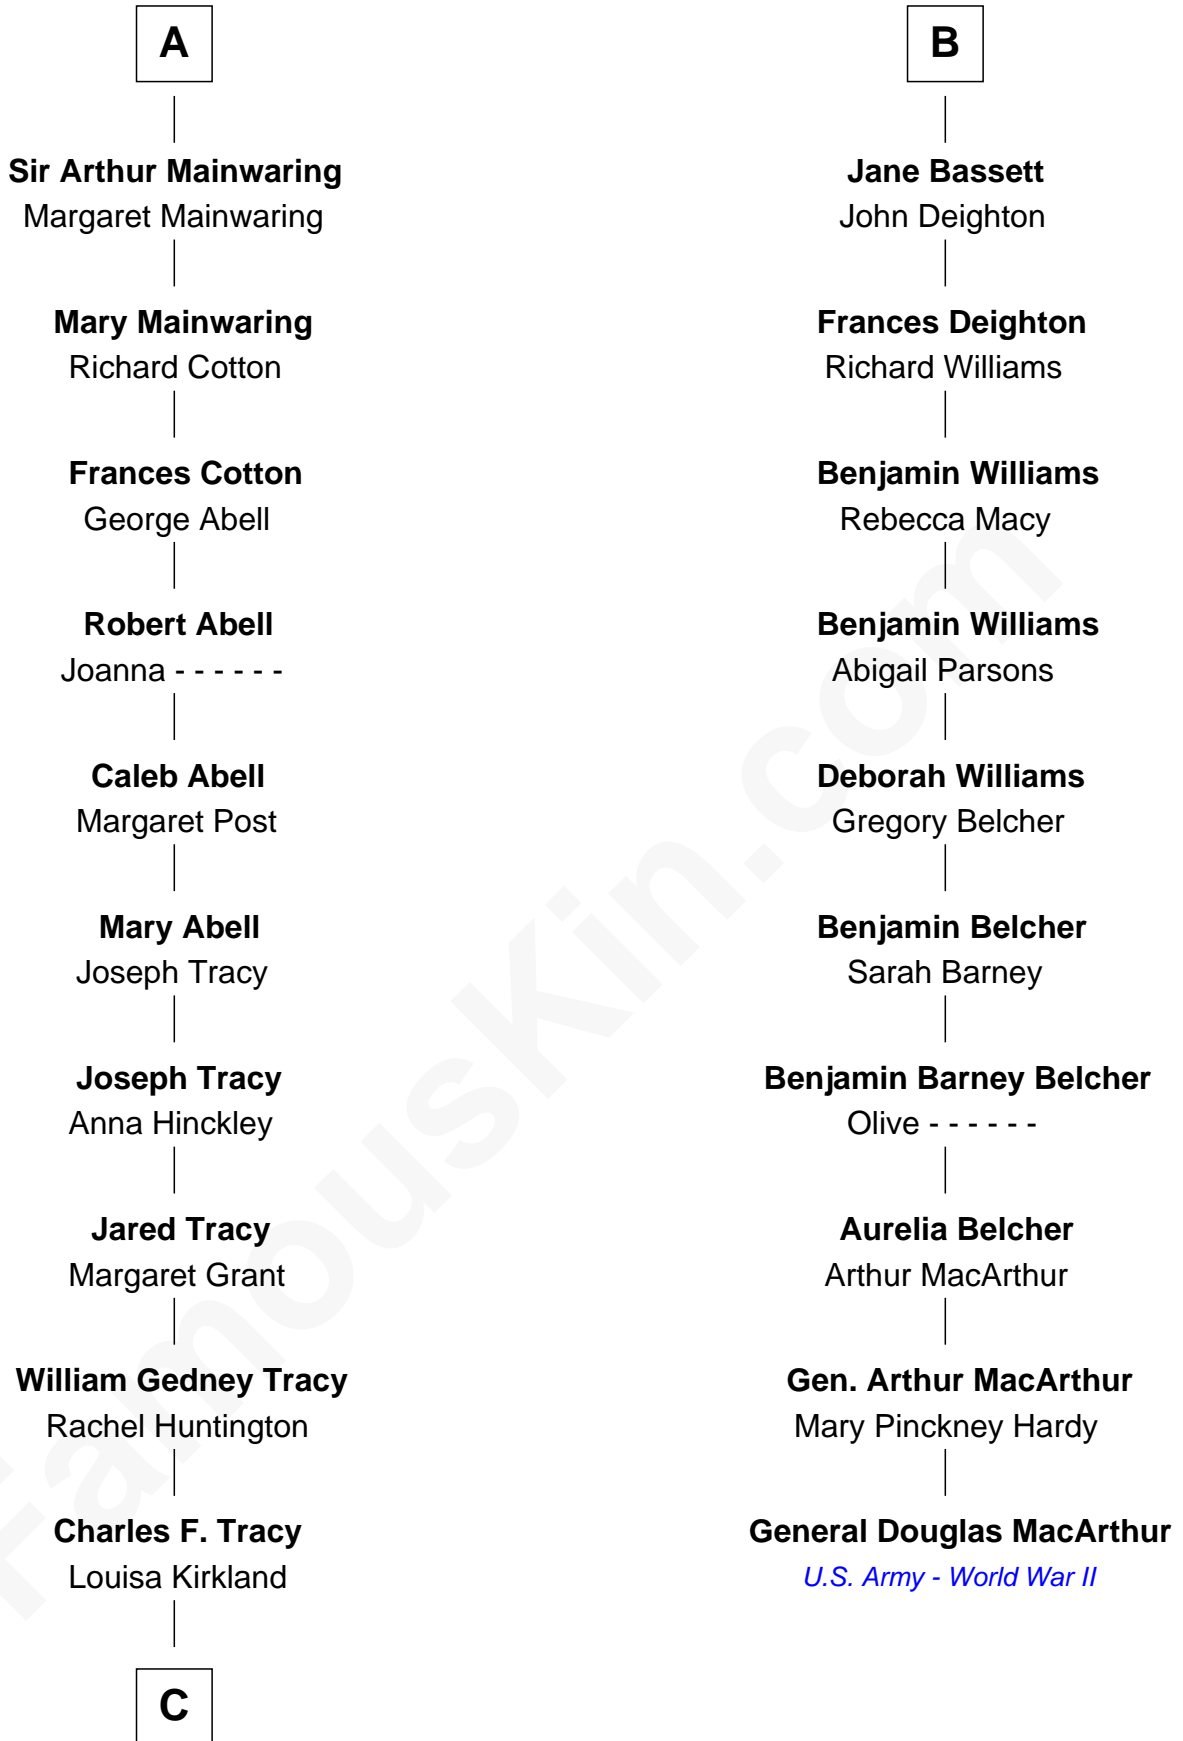 A
Sir Arthur Mainwaring
Margaret Mainwaring
Mary Mainwaring
Richard Cotton
Frances Cotton
George Abell
Robert Abell
Joanna - - - - - -
Caleb Abell
Margaret Post
Mary Abell
Joseph Tracy
Joseph Tracy
Anna Hinckley
Jared Tracy
Margaret Grant
William Gedney Tracy
Rachel Huntington
Charles F. Tracy
Louisa Kirkland
C
B
Jane Bassett
John Deighton
Frances Deighton
Richard Williams
Benjamin Williams
Rebecca Macy
Benjamin Williams
Abigail Parsons
Deborah Williams
Gregory Belcher
Benjamin Belcher
Sarah Barney
Benjamin Barney Belcher
Olive - - - - - -
Aurelia Belcher
Arthur MacArthur
Gen. Arthur MacArthur
Mary Pinckney Hardy
General Douglas MacArthur
U.S. Army - World War II
FamousKin.com